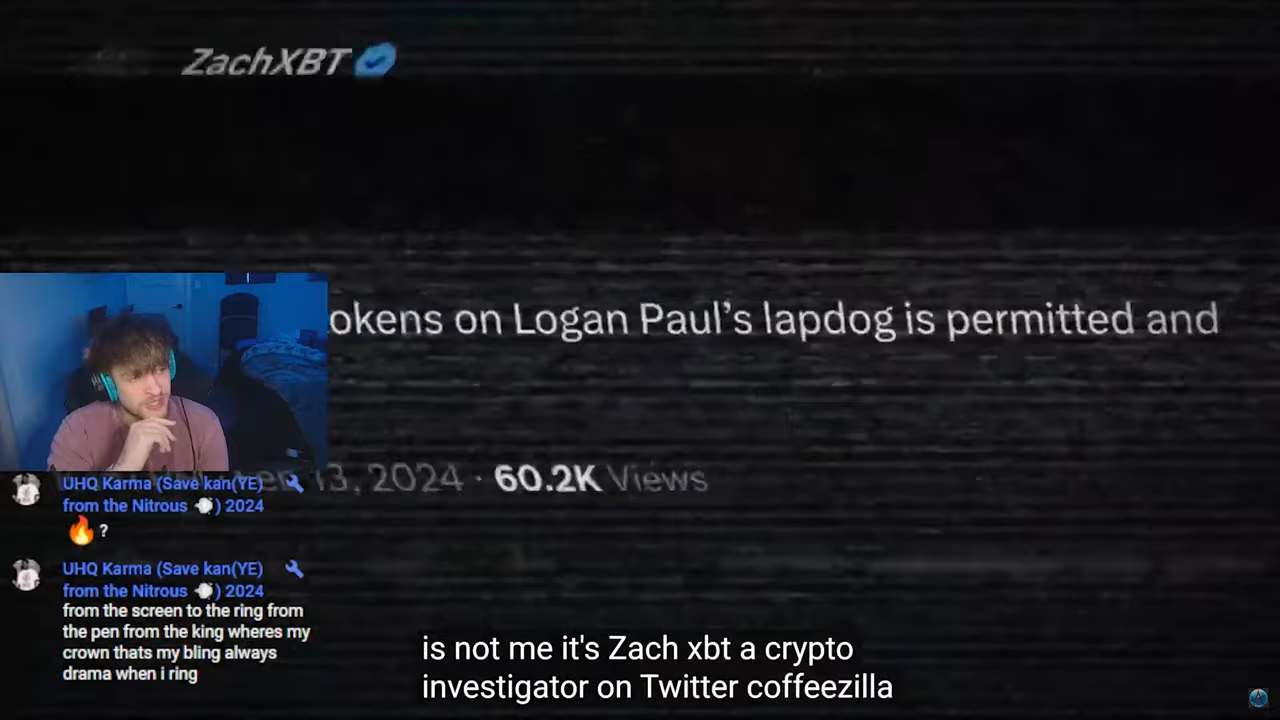 ZachXBT
okens on Logan Paul's lapdog is permitted and
13, 2024 · 60.2K Views
UHQ Karma (Save kan(YE)
from the Nitrous 💨) 2024
🔥 ?
UHQ Karma (Save kan(YE)
from the Nitrous 💨) 2024
from the screen to the ring from
the pen from the king wheres my
crown thats my bling always
drama when i ring
is not me it's Zach xbt a crypto
investigator on Twitter coffeezilla